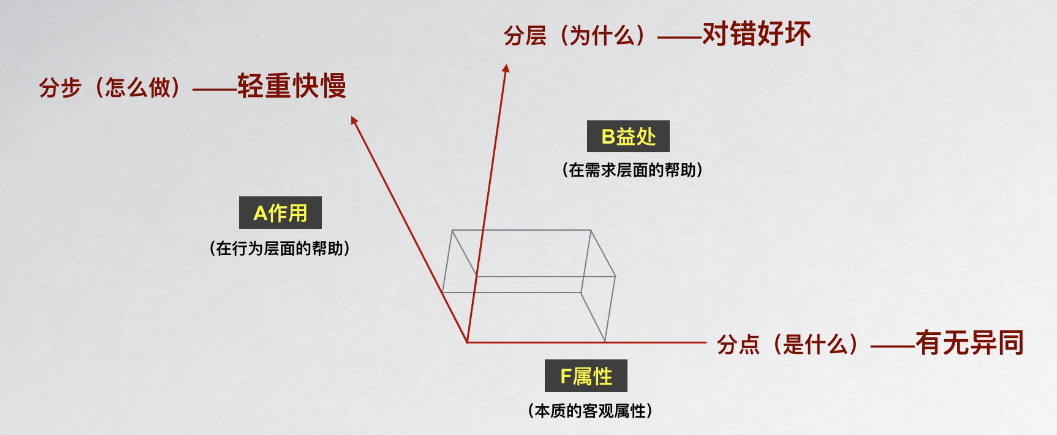 分层（为什么）——对错好坏
分步（怎么做）——轻重快慢
B益处
（在需求层面的帮助）
A作用
（在行为层面的帮助）
分点（是什么）——有无异同
F属性
（本质的客观属性）